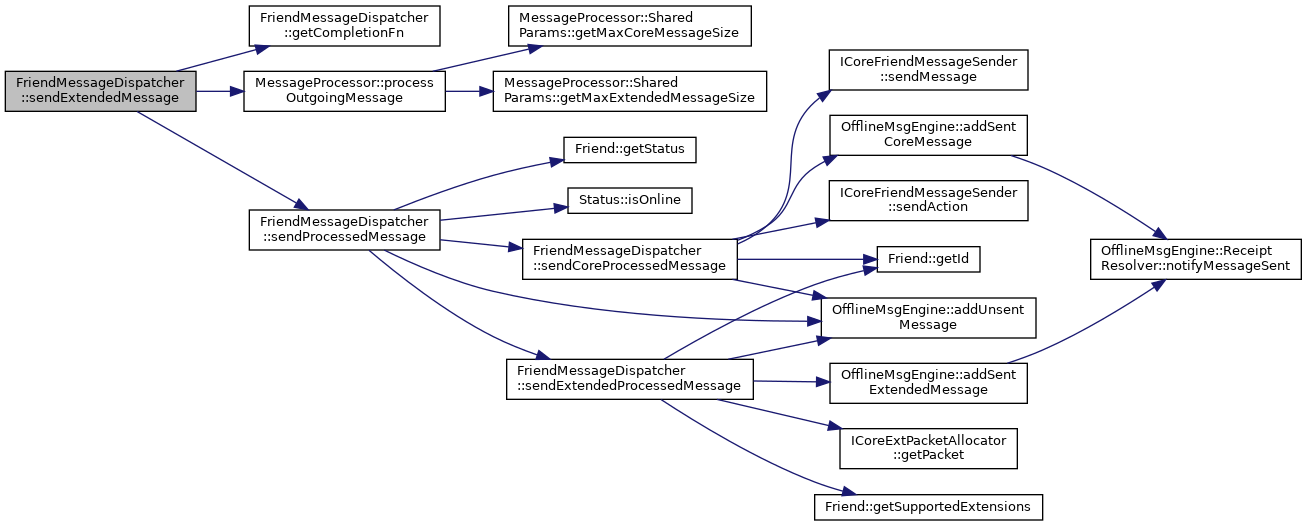 FriendMessageDispatcher
::sendExtendedMessage
FriendMessageDispatcher
::getCompletionFn
MessageProcessor::process
OutgoingMessage
MessageProcessor::Shared
Params::getMaxCoreMessageSize
MessageProcessor::Shared
Params::getMaxExtendedMessageSize
FriendMessageDispatcher
::sendProcessedMessage
Friend::getStatus
Status::isOnline
FriendMessageDispatcher
::sendCoreProcessedMessage
FriendMessageDispatcher
::sendExtendedProcessedMessage
ICoreFriendMessageSender
::sendMessage
OfflineMsgEngine::addSent
CoreMessage
ICoreFriendMessageSender
::sendAction
Friend::getId
OfflineMsgEngine::addUnsent
Message
OfflineMsgEngine::addSent
ExtendedMessage
ICoreExtPacketAllocator
::getPacket
Friend::getSupportedExtensions
OfflineMsgEngine::Receipt
Resolver::notifyMessageSent